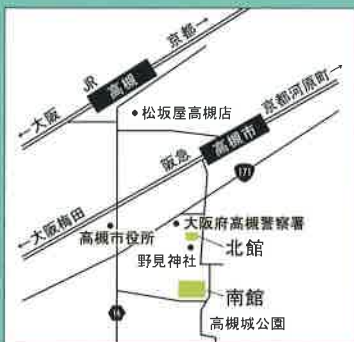 京都→
JR
高槻
←大阪
松坂屋高槻店
京都河原町→
高槻市
阪急
171
←大阪梅田
大阪府高槻警察署
高槻市役所
北館
野見神社
南館
14
高槻城公園